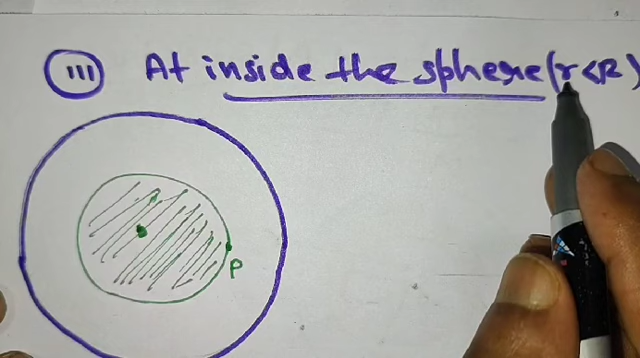 (iii) At inside the sphere (r<R)
P